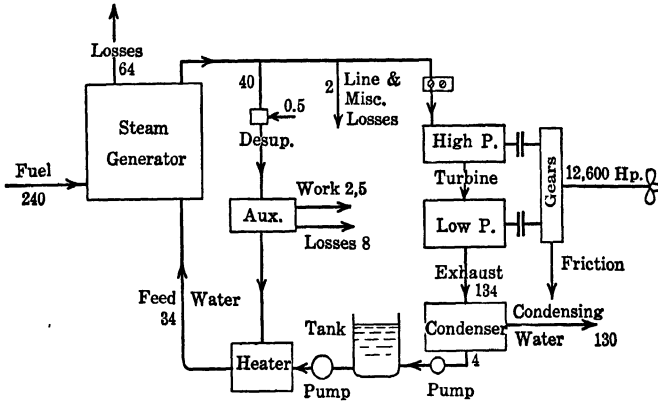 Losses
64
Steam
Generator
Fuel
240
40
0.5
Desup.
2
Line &
Misc.
Losses
High P.
Turbine
Low P.
Gears
12,600 Hp.
Aux.
Work 2,5
Losses 8
Exhaust
134
Friction
Feed Water
34
Tank
Condenser
Condensing
Water 130
4
Heater
Pump
Pump